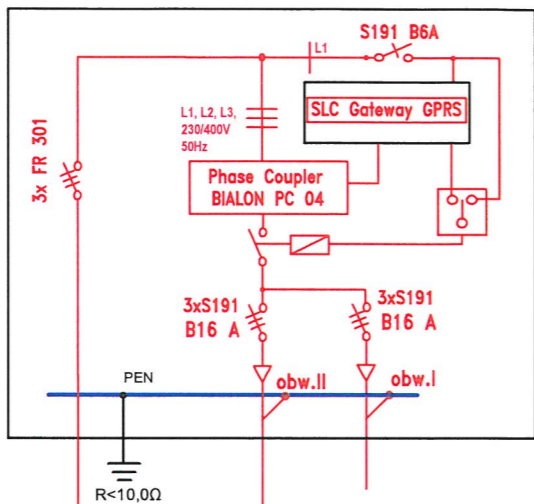 S191 B6A
L1
SLC Gateway GPRS
L1, L2, L3,
230/400V
50Hz
3x FR 301
Phase Coupler
BIALON PC 04
3xS191
B16 A
3xS191
B16 A
PEN
obw.II
obw.I
R<10,0Ω